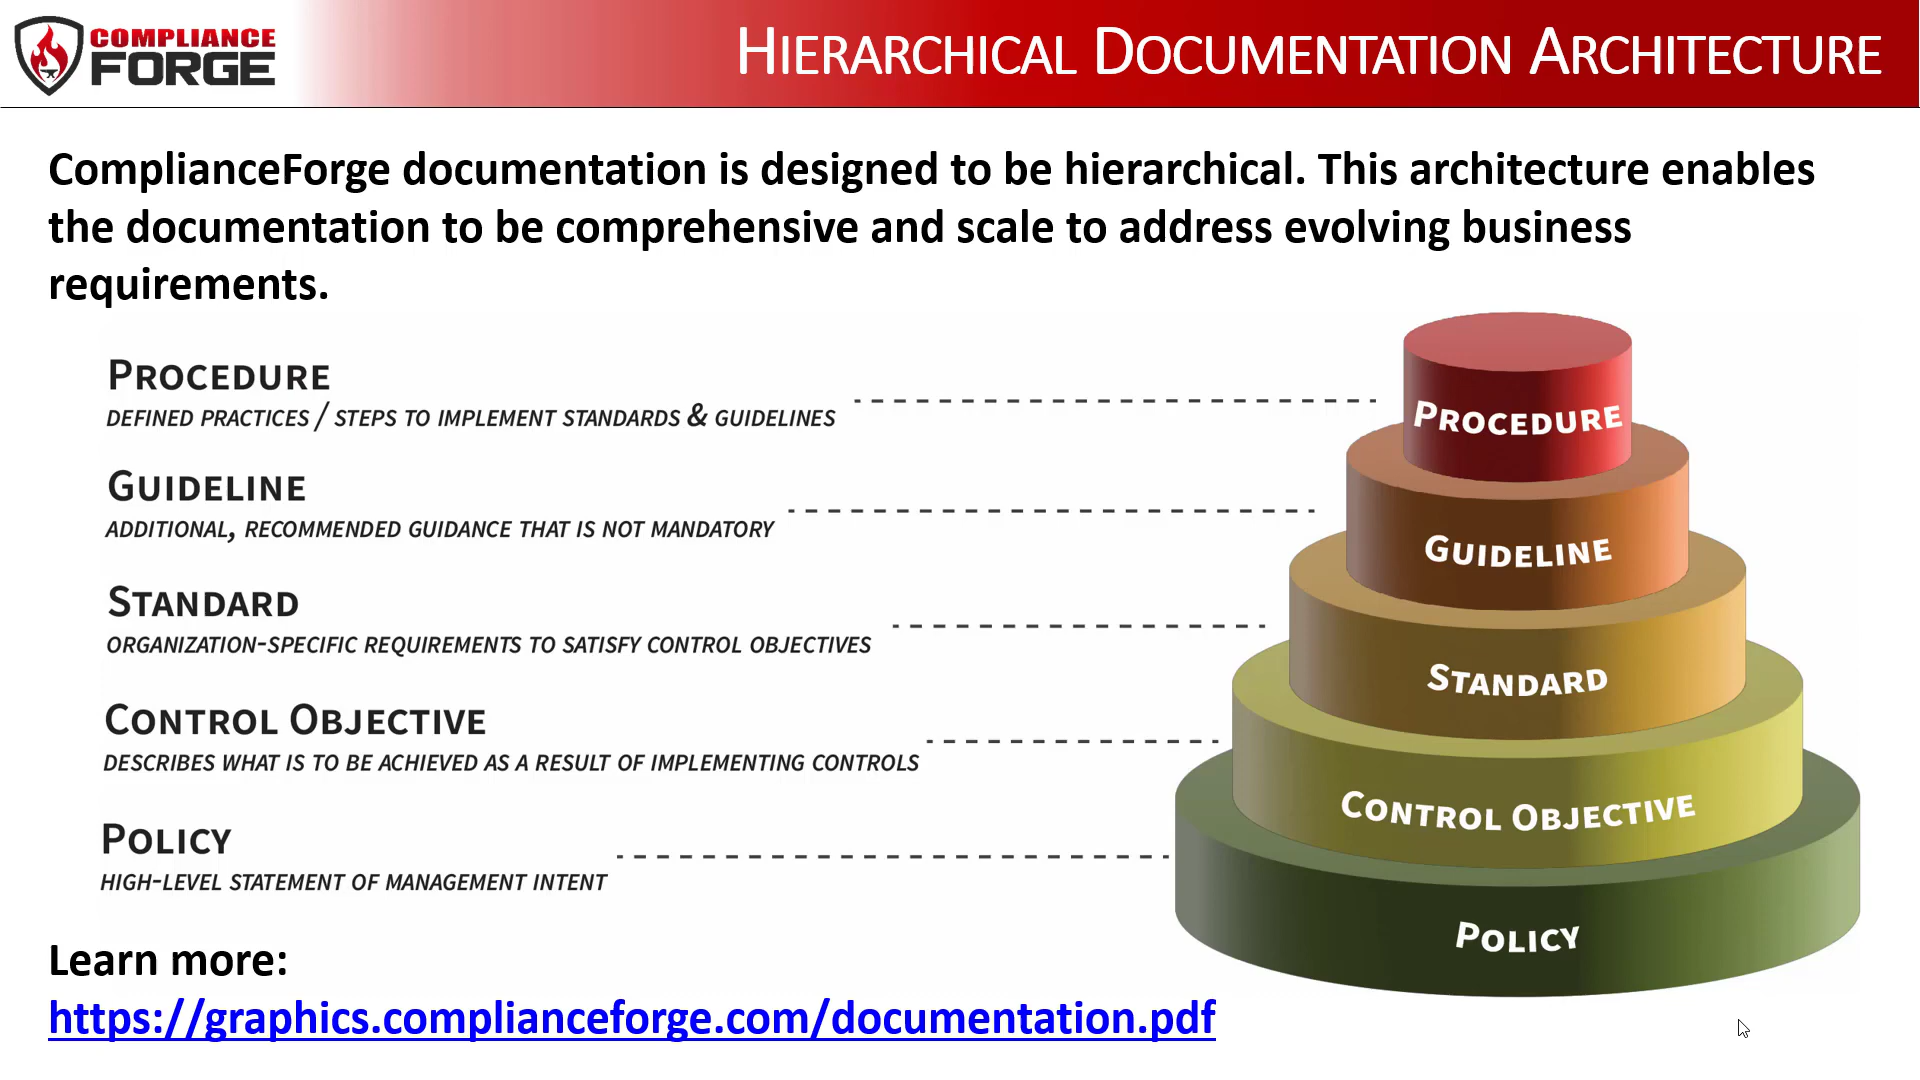 COMPLIANCE
FORGE
HIERARCHICAL DOCUMENTATION ARCHITECTURE
ComplianceForge documentation is designed to be hierarchical. This architecture enables
the documentation to be comprehensive and scale to address evolving business
requirements.
PROCEDURE
DEFINED PRACTICES / STEPS TO IMPLEMENT STANDARDS & GUIDELINES
GUIDELINE
ADDITIONAL, RECOMMENDED GUIDANCE THAT IS NOT MANDATORY
STANDARD
ORGANIZATION-SPECIFIC REQUIREMENTS TO SATISFY CONTROL OBJECTIVES
CONTROL OBJECTIVE
DESCRIBES WHAT IS TO BE ACHIEVED AS A RESULT OF IMPLEMENTING CONTROLS
POLICY
HIGH-LEVEL STATEMENT OF MANAGEMENT INTENT
PROCEDURE
GUIDELINE
STANDARD
CONTROL OBJECTIVE
POLICY
Learn more:
https://graphics.complianceforge.com/documentation.pdf